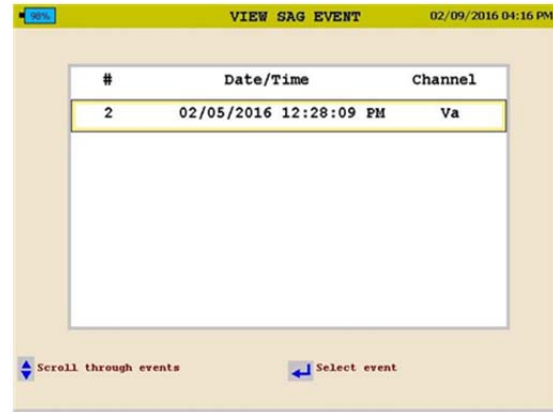 98% VIEW SAG EVENT 02/09/2016 04:16 PM
# Date/Time Channel
2 02/05/2016 12:28:09 PM Va
Scroll through events Select event